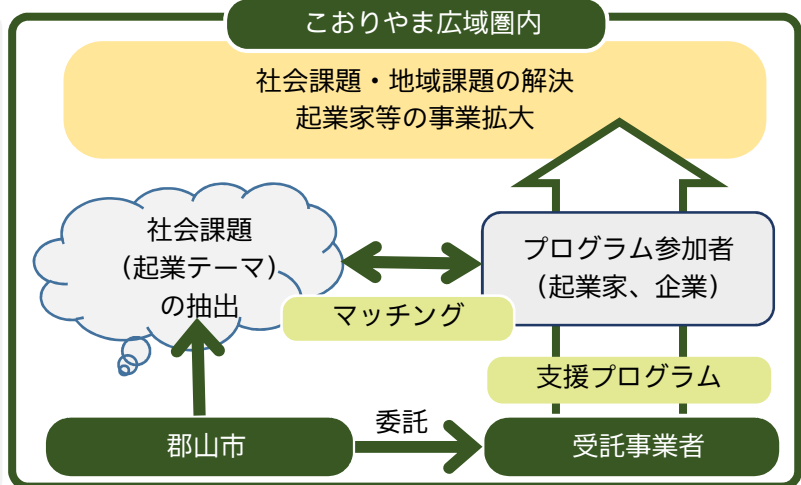 こおりやま広域圏内
社会課題・地域課題の解決
起業家等の事業拡大
社会課題
（起業テーマ）
の抽出
プログラム参加者
（起業家、企業）
マッチング
支援プログラム
委託
郡山市
受託事業者